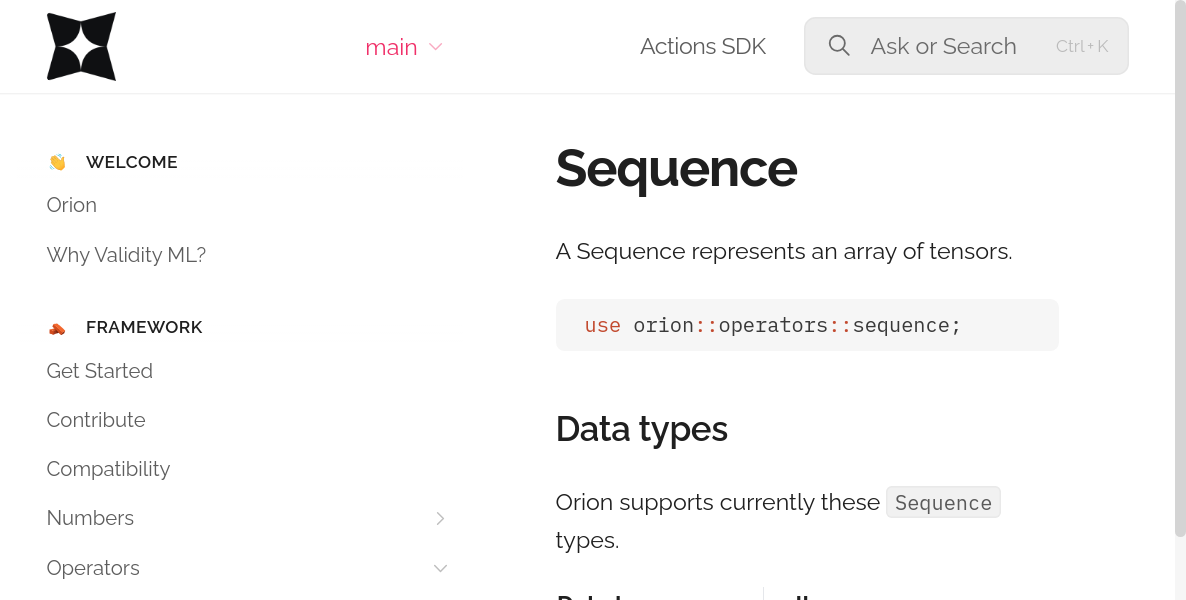 main
Actions SDK
Ask or Search
Ctrl+K
WELCOME
Orion
Why Validity ML?
FRAMEWORK
Get Started
Contribute
Compatibility
Numbers
Operators
Sequence
A Sequence represents an array of tensors.
use orion::operators::sequence;
Data types
Orion supports currently these Sequence
types.